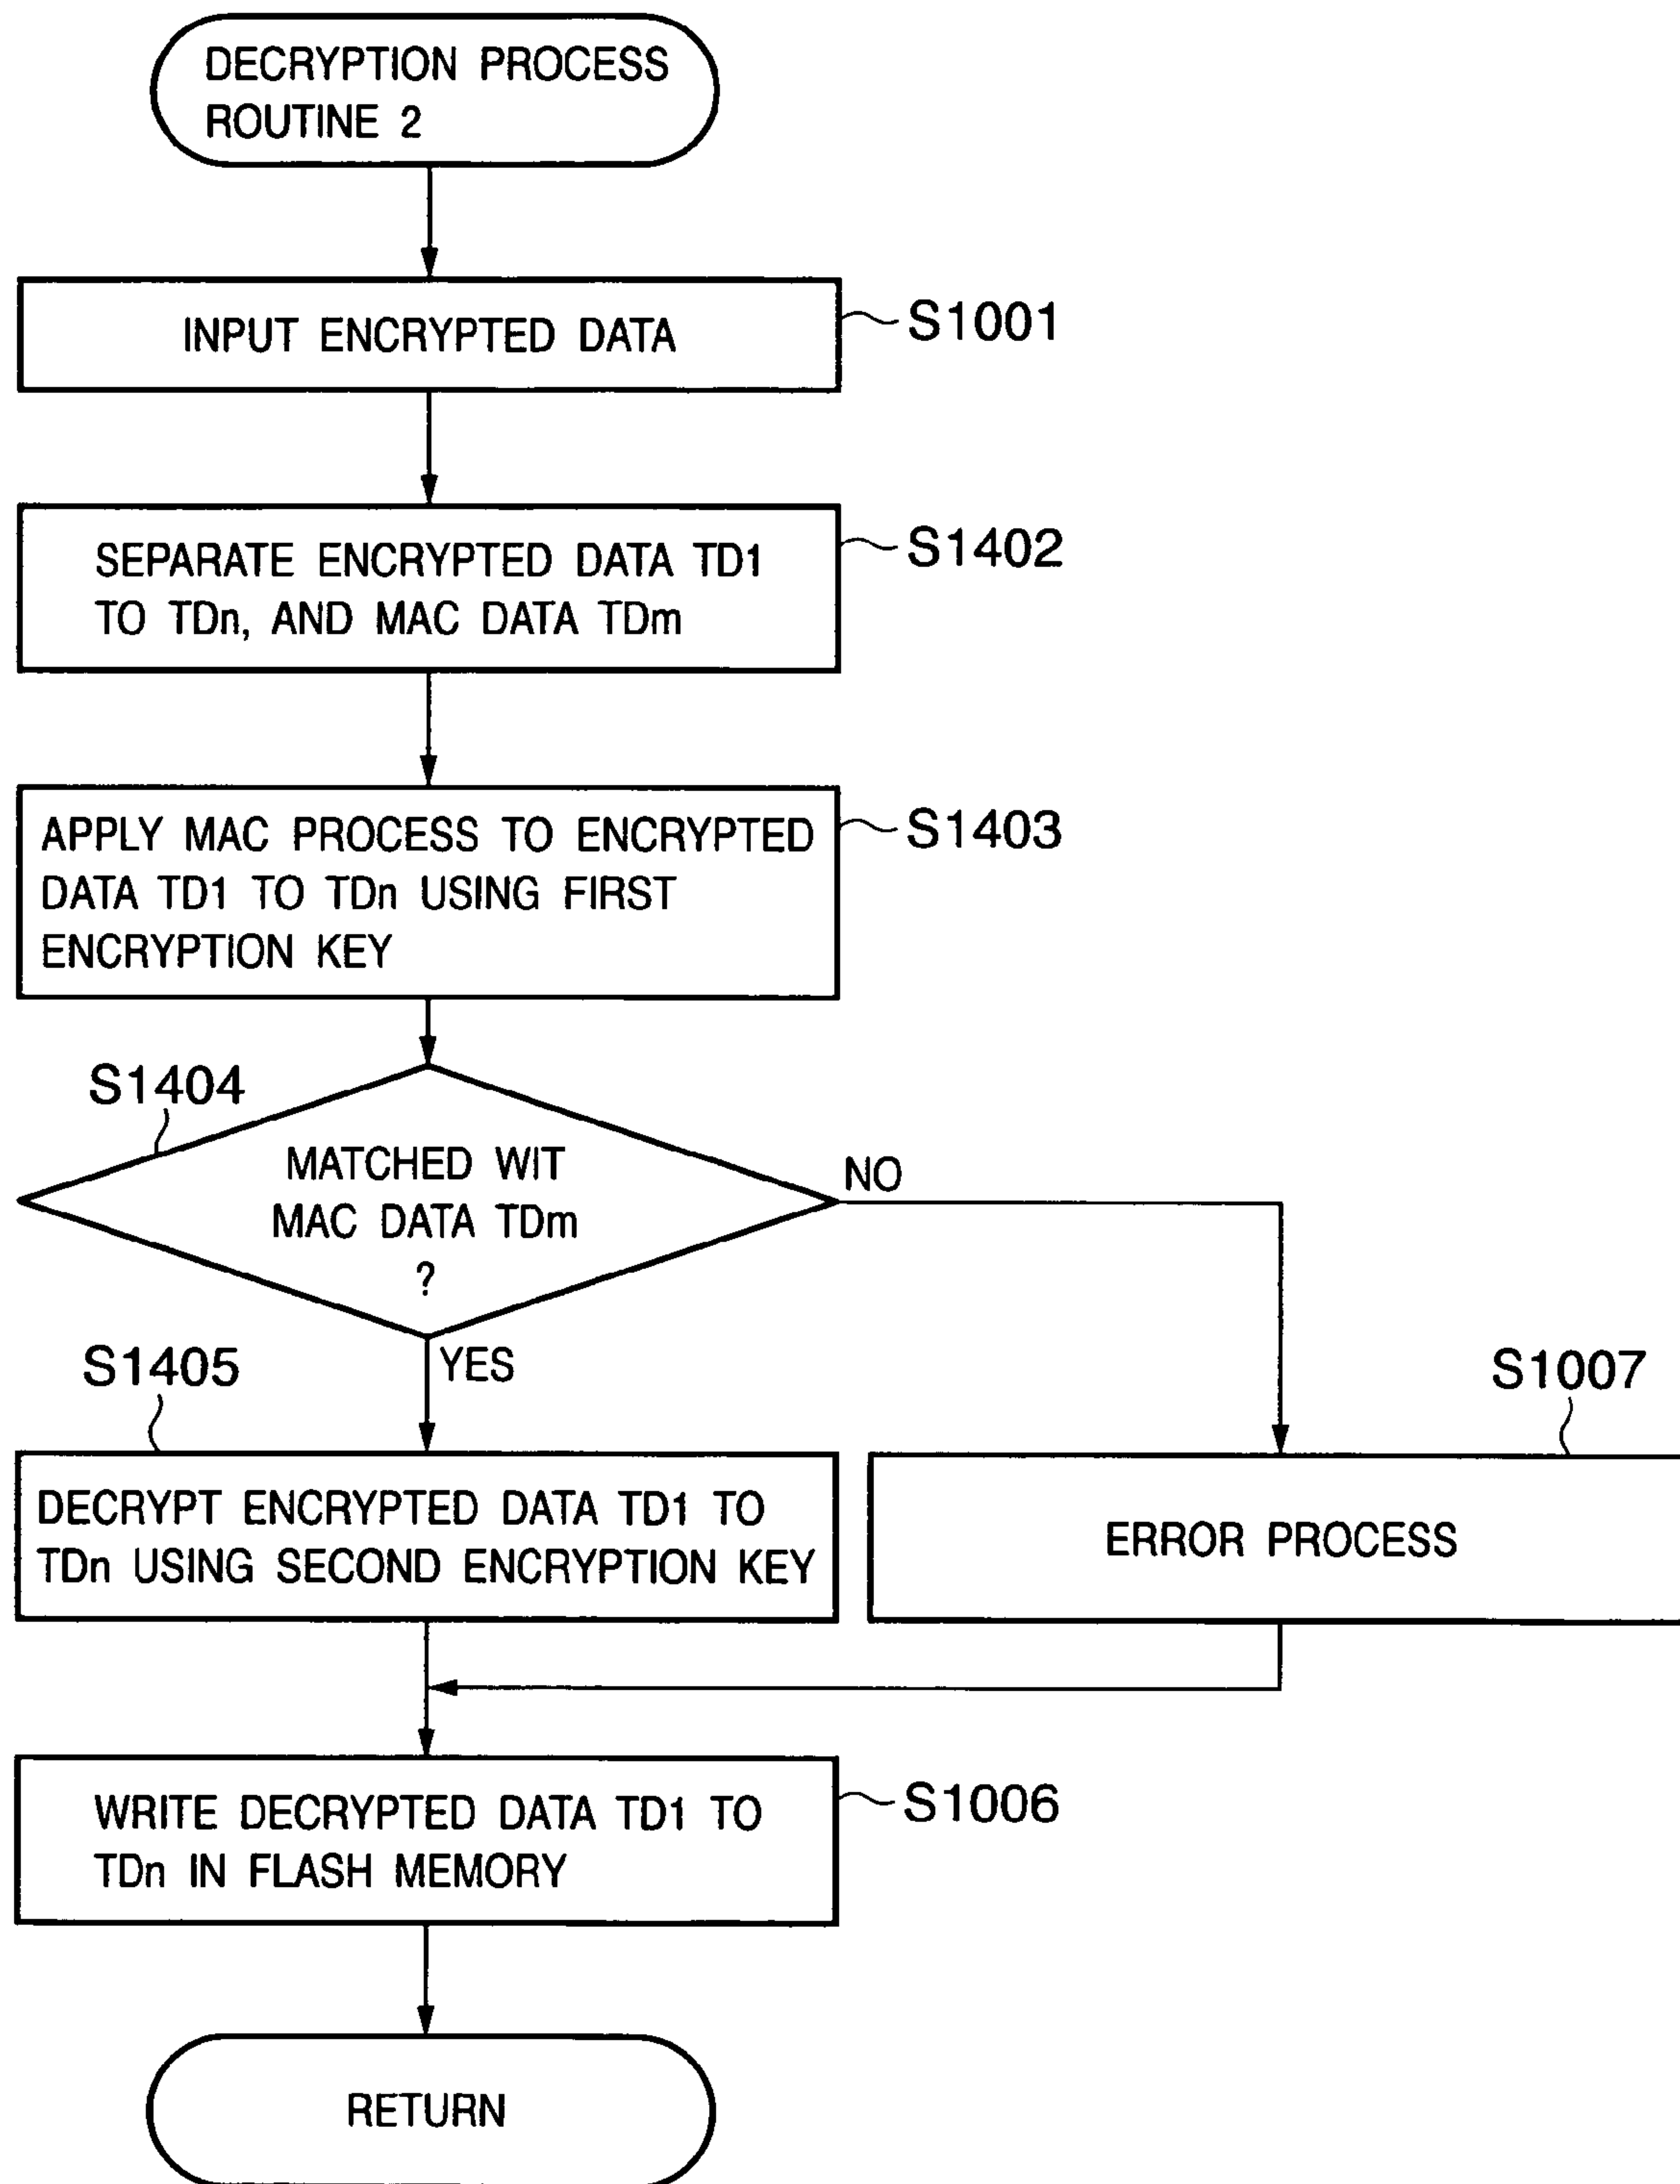 DECRYPTION PROCESS
ROUTINE 2
INPUT ENCRYPTED DATA
S1001
SEPARATE ENCRYPTED DATA TD1
TO TDn, AND MAC DATA TDm
S1402
APPLY MAC PROCESS TO ENCRYPTED
DATA TD1 TO TDn USING FIRST
ENCRYPTION KEY
S1403
S1404
MATCHED WIT
MAC DATA TDm
?
NO
YES
S1405
DECRYPT ENCRYPTED DATA TD1 TO
TDn USING SECOND ENCRYPTION KEY
S1007
ERROR PROCESS
WRITE DECRYPTED DATA TD1 TO
TDn IN FLASH MEMORY
S1006
RETURN